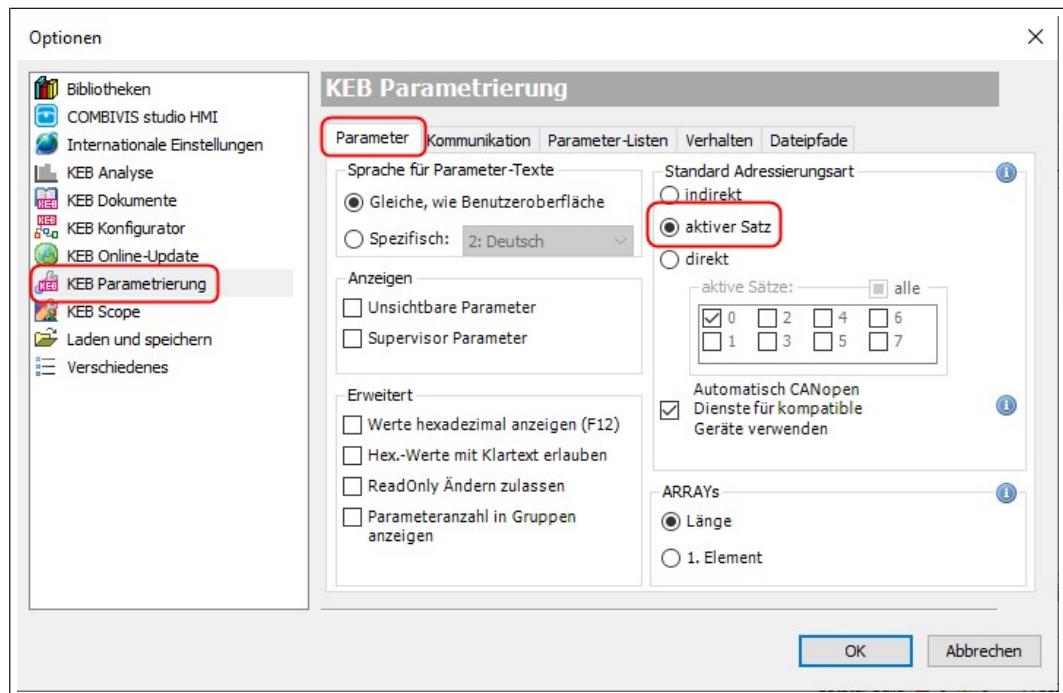 Optionen
Bibliotheken
COMBIVIS studio HMI
Internationale Einstellungen
KEB Analyse
KEB Dokumente
KEB Konfigurator
KEB Online-Update
KEB Parametrierung
KEB Scope
Laden und speichern
Verschiedenes
KEB Parametrierung
Parameter
Kommunikation
Parameter-Listen
Verhalten
Dateipfade
Sprache für Parameter-Texte
Gleiche, wie Benutzeroberfläche
Spezifisch:
2: Deutsch
Anzeigen
Unsichtbare Parameter
Supervisor Parameter
Erweitert
Werte hexadezimal anzeigen (F12)
Hex.-Werte mit Klartext erlauben
ReadOnly Ändern zulassen
Parameteranzahl in Gruppen
anzeigen
Standard Adressierungsart
indirekt
aktiver Satz
direkt
aktive Sätze:
alle
0 2 4 6
1 3 5 7
Automatisch CANopen
Dienste für kompatible
Geräte verwenden
ARRAYs
Länge
1. Element
OK
Abbrechen